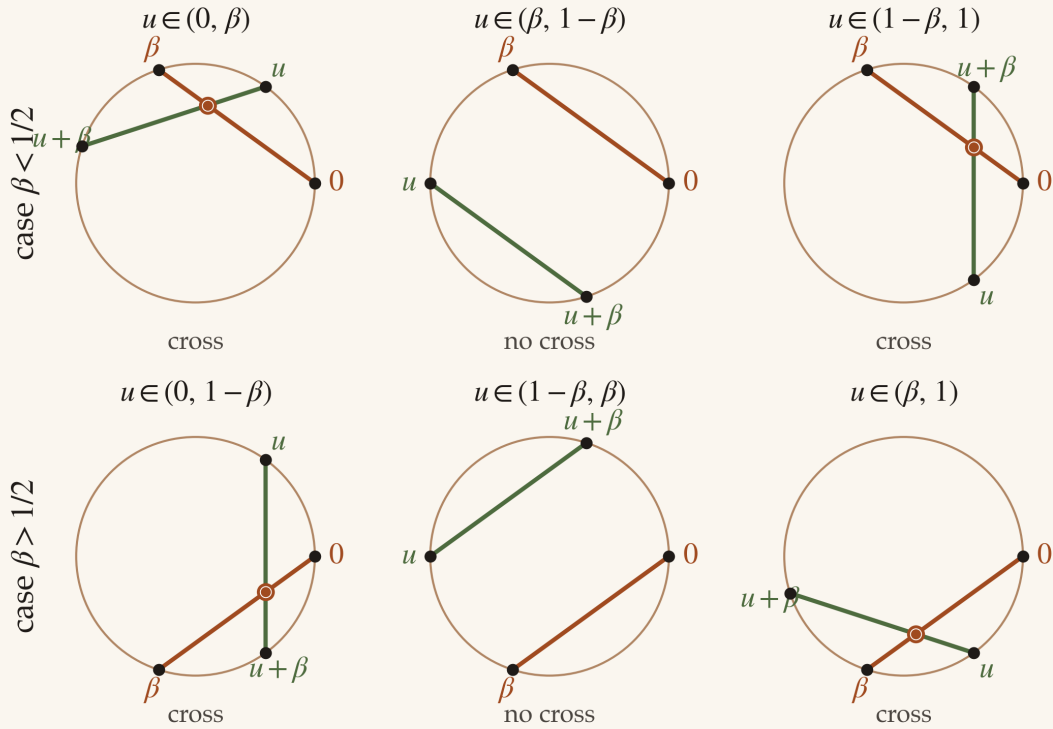 case β < 1/2
u ∈ (0, β)
β
u
u + β
0
cross
u ∈ (β, 1 − β)
β
0
u
u + β
no cross
u ∈ (1 − β, 1)
β
u + β
0
u
cross
case β > 1/2
u ∈ (0, 1 − β)
u
0
u + β
β
cross
u ∈ (1 − β, β)
u + β
u
0
β
no cross
u ∈ (β, 1)
0
u + β
u
β
cross